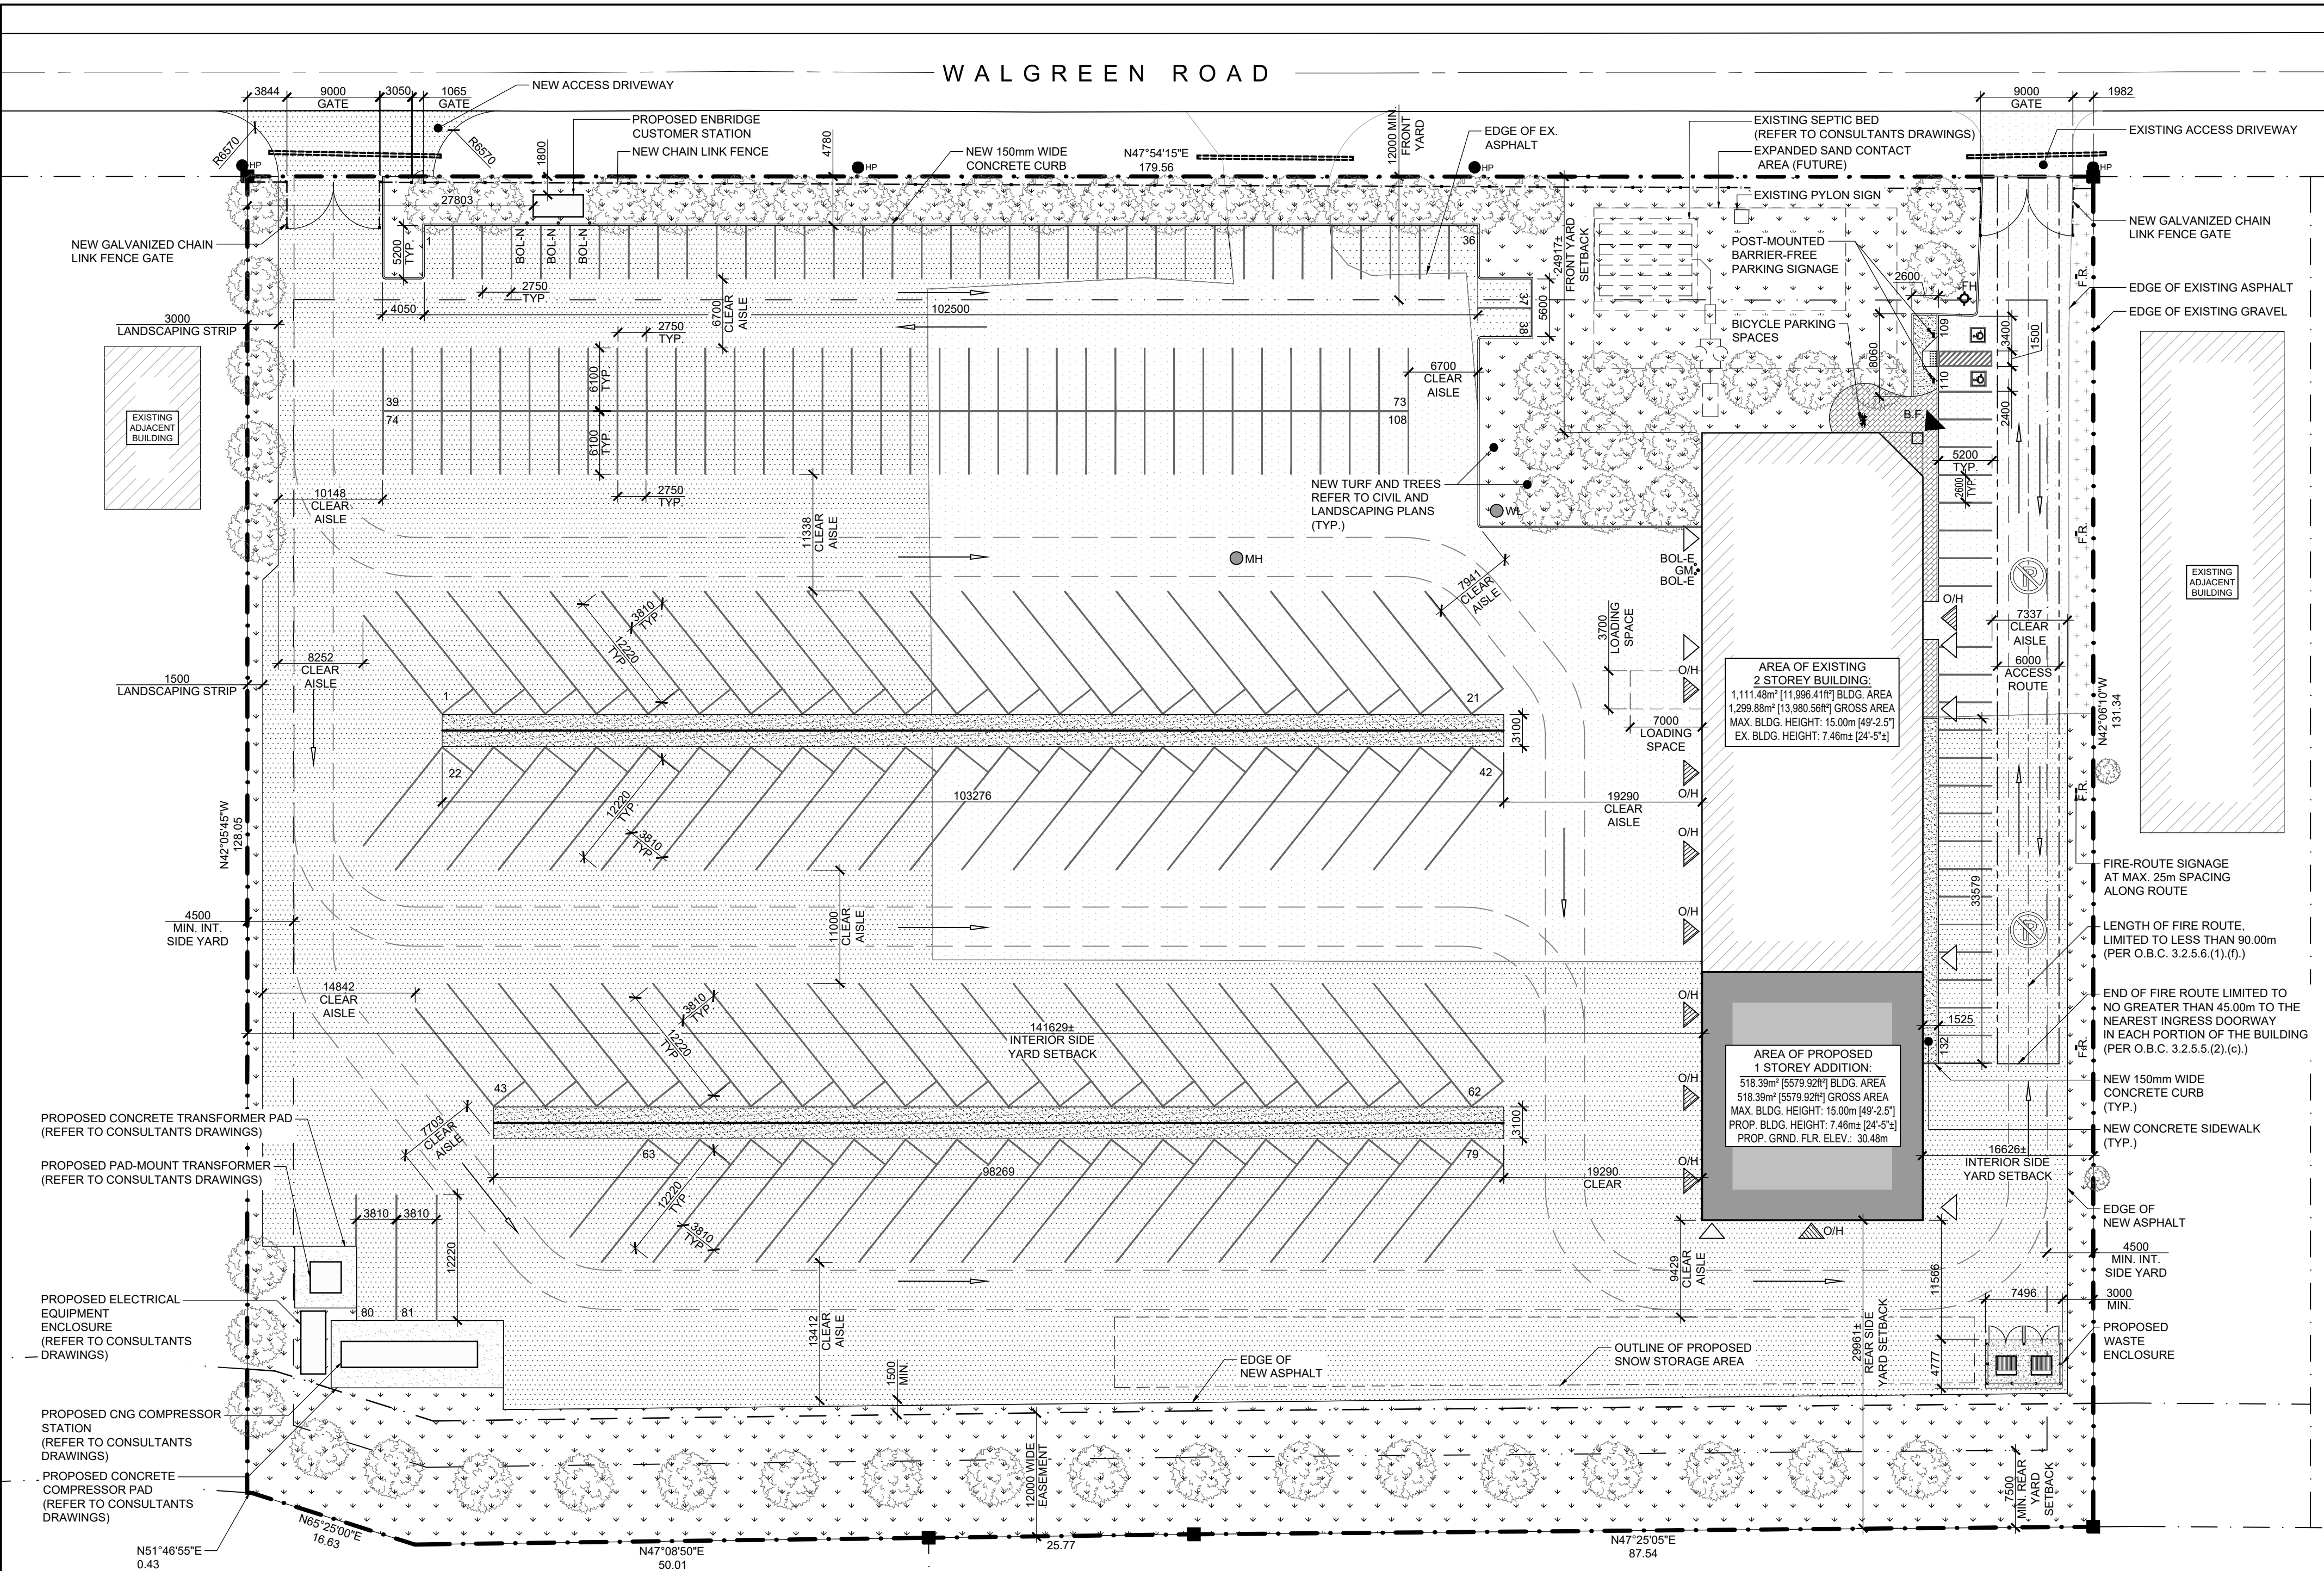 WALGREEN ROAD
3844
9000
GATE
3050
1065
GATE
NEW ACCESS DRIVEWAY
R6570
R6570
HP
1800
PROPOSED ENBRIDGE
CUSTOMER STATION
NEW CHAIN LINK FENCE
4780
HP
NEW 150mm WIDE
CONCRETE CURB
N47°54'15"E
179.56
12000 MIN.
FRONT
YARD
EDGE OF EX.
ASPHALT
HP
EXISTING SEPTIC BED
(REFER TO CONSULTANTS DRAWINGS)
EXPANDED SAND CONTACT
AREA (FUTURE)
EXISTING PYLON SIGN
9000
GATE
1982
EXISTING ACCESS DRIVEWAY
HP
NEW GALVANIZED CHAIN
LINK FENCE GATE
27803
5200
TYP.
1
BOL-N
BOL-N
BOL-N
36
24917±
FRONT YARD
SETBACK
POST-MOUNTED
BARRIER-FREE
PARKING SIGNAGE
2600
FH
NEW GALVANIZED CHAIN
LINK FENCE GATE
F.R.
EDGE OF EXISTING ASPHALT
EDGE OF EXISTING GRAVEL
3000
LANDSCAPING STRIP
4050
2750
TYP.
6700
CLEAR
AISLE
102500
2750
TYP.
37
38
5600
BICYCLE PARKING
SPACES
8060
109
110
3400
1500
2400
B.F.
EXISTING
ADJACENT
BUILDING
39
74
6100
TYP.
6100
TYP.
2750
TYP.
73
108
6700
CLEAR
AISLE
5200
TYP.
2600
TYP.
10148
CLEAR
AISLE
11338
CLEAR
AISLE
NEW TURF AND TREES
REFER TO CIVIL AND
LANDSCAPING PLANS
(TYP.)
WL
MH
7941
CLEAR
AISLE
BOL-E
GM
BOL-E
F.R.
EXISTING
ADJACENT
BUILDING
O/H
7337
CLEAR
AISLE
6000
ACCESS
ROUTE
3810
TYP.
12220
TYP.
3700
LOADING
SPACE
O/H
7000
LOADING
SPACE
8252
CLEAR
AISLE
1500
LANDSCAPING STRIP
1
21
3100
AREA OF EXISTING
2 STOREY BUILDING:
1,111.48m² [11,996.41ft²] BLDG. AREA
1,299.88m² [13,980.56ft²] GROSS AREA
MAX. BLDG. HEIGHT: 15.00m [49'-2.5"]
EX. BLDG. HEIGHT: 7.46m± [24'-5"±]
N42°06'10"W
131.34
22
42
103276
12220
TYP.
3810
TYP.
19290
CLEAR
AISLE
O/H
O/H
O/H
F.R.
N42°05'45"W
128.05
33579
FIRE-ROUTE SIGNAGE
AT MAX. 25m SPACING
ALONG ROUTE
4500
MIN. INT.
SIDE YARD
11000
CLEAR
AISLE
LENGTH OF FIRE ROUTE,
LIMITED TO LESS THAN 90.00m
(PER O.B.C. 3.2.5.6.(1).(f).)
14842
CLEAR
AISLE
3810
TYP.
12220
TYP.
141629±
INTERIOR SIDE
YARD SETBACK
O/H
END OF FIRE ROUTE LIMITED TO
NO GREATER THAN 45.00m TO THE
NEAREST INGRESS DOORWAY
IN EACH PORTION OF THE BUILDING
(PER O.B.C. 3.2.5.5.(2).(c).)
1525
132
F.R.
AREA OF PROPOSED
1 STOREY ADDITION:
518.39m² [5579.92ft²] BLDG. AREA
518.39m² [5579.92ft²] GROSS AREA
MAX. BLDG. HEIGHT: 15.00m [49'-2.5"]
PROP. BLDG. HEIGHT: 7.46m± [24'-5"±]
PROP. GRND. FLR. ELEV.: 30.48m
O/H
43
62
3100
NEW 150mm WIDE
CONCRETE CURB
(TYP.)
NEW CONCRETE SIDEWALK
(TYP.)
PROPOSED CONCRETE TRANSFORMER PAD
(REFER TO CONSULTANTS DRAWINGS)
7703
CLEAR
AISLE
PROPOSED PAD-MOUNT TRANSFORMER
(REFER TO CONSULTANTS DRAWINGS)
63
79
98269
12220
TYP.
3810
TYP.
19290
CLEAR
O/H
16626±
INTERIOR SIDE
YARD SETBACK
3810
3810
12220
EDGE OF
NEW ASPHALT
O/H
4500
MIN. INT.
SIDE YARD
9429
CLEAR
AISLE
11566
7496
3000
MIN.
PROPOSED ELECTRICAL
EQUIPMENT
ENCLOSURE
(REFER TO CONSULTANTS
DRAWINGS)
80
81
13412
CLEAR
AISLE
1500
MIN.
EDGE OF
NEW ASPHALT
OUTLINE OF PROPOSED
SNOW STORAGE AREA
29961±
REAR SIDE
YARD SETBACK
4777
PROPOSED
WASTE
ENCLOSURE
PROPOSED CNG COMPRESSOR
STATION
(REFER TO CONSULTANTS
DRAWINGS)
PROPOSED CONCRETE
COMPRESSOR PAD
(REFER TO CONSULTANTS
DRAWINGS)
12000 WIDE
EASEMENT
7500
MIN. REAR
YARD
SETBACK
N51°46'55"E
0.43
N65°25'00"E
16.63
N47°08'50"E
50.01
25.77
N47°25'05"E
87.54